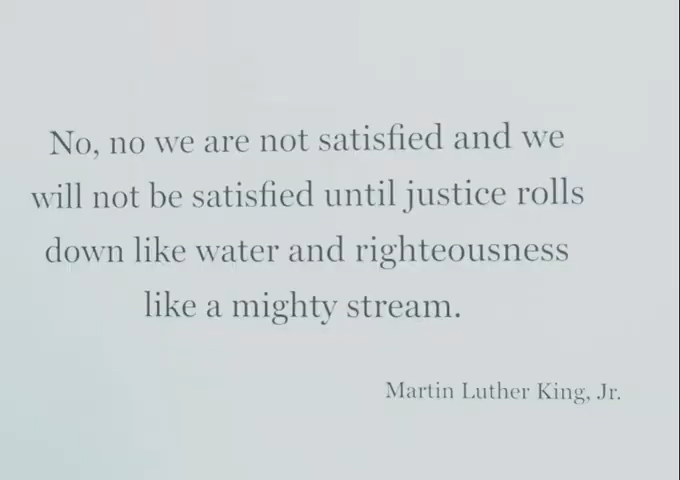 No, no we are not satisfied and we
will not be satisfied until justice rolls
down like water and righteousness
like a mighty stream.
Martin Luther King, Jr.